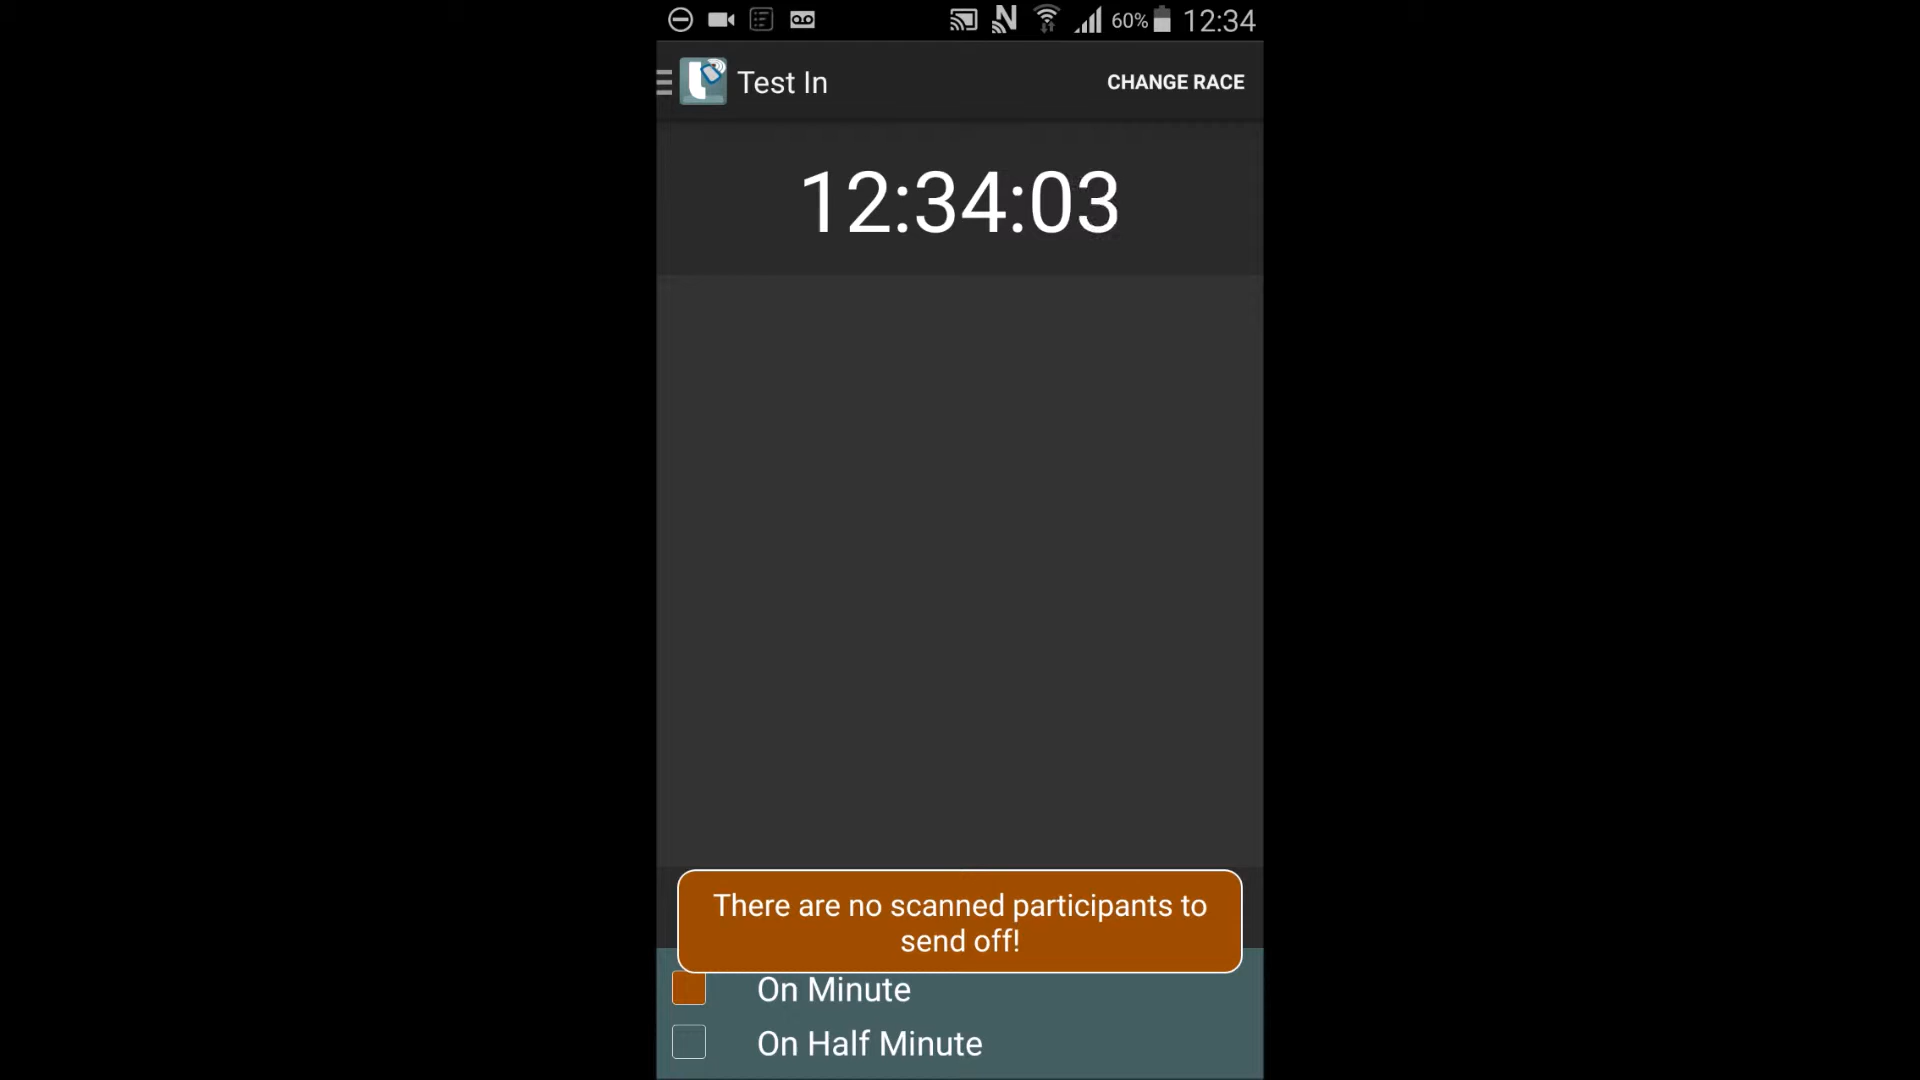 60% 12:34
Test In CHANGE RACE
12:34:03
There are no scanned participants to
send off!
On Minute
On Half Minute